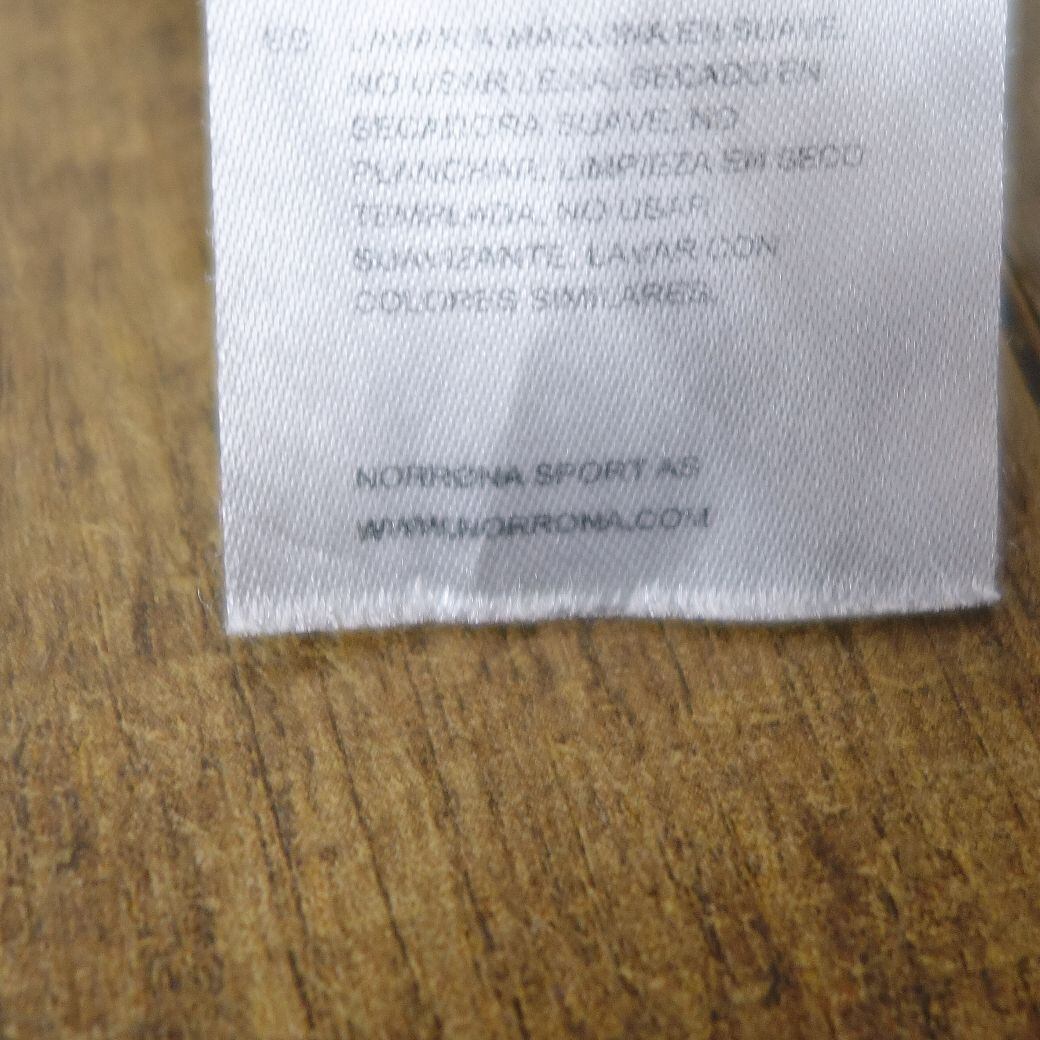 ES LAVAR A MAQUINA EN SUAVE
NO USAR LEJIA. SECADO EN
SECADORA SUAVE. NO
PLANCHAR. LIMPIEZA EN SECO
TEMPLADA. NO USAR
SUAVIZANTE. LAVAR CON
COLORES SIMILARES.
NORRONA SPORT AS
WWW.NORRONA.COM